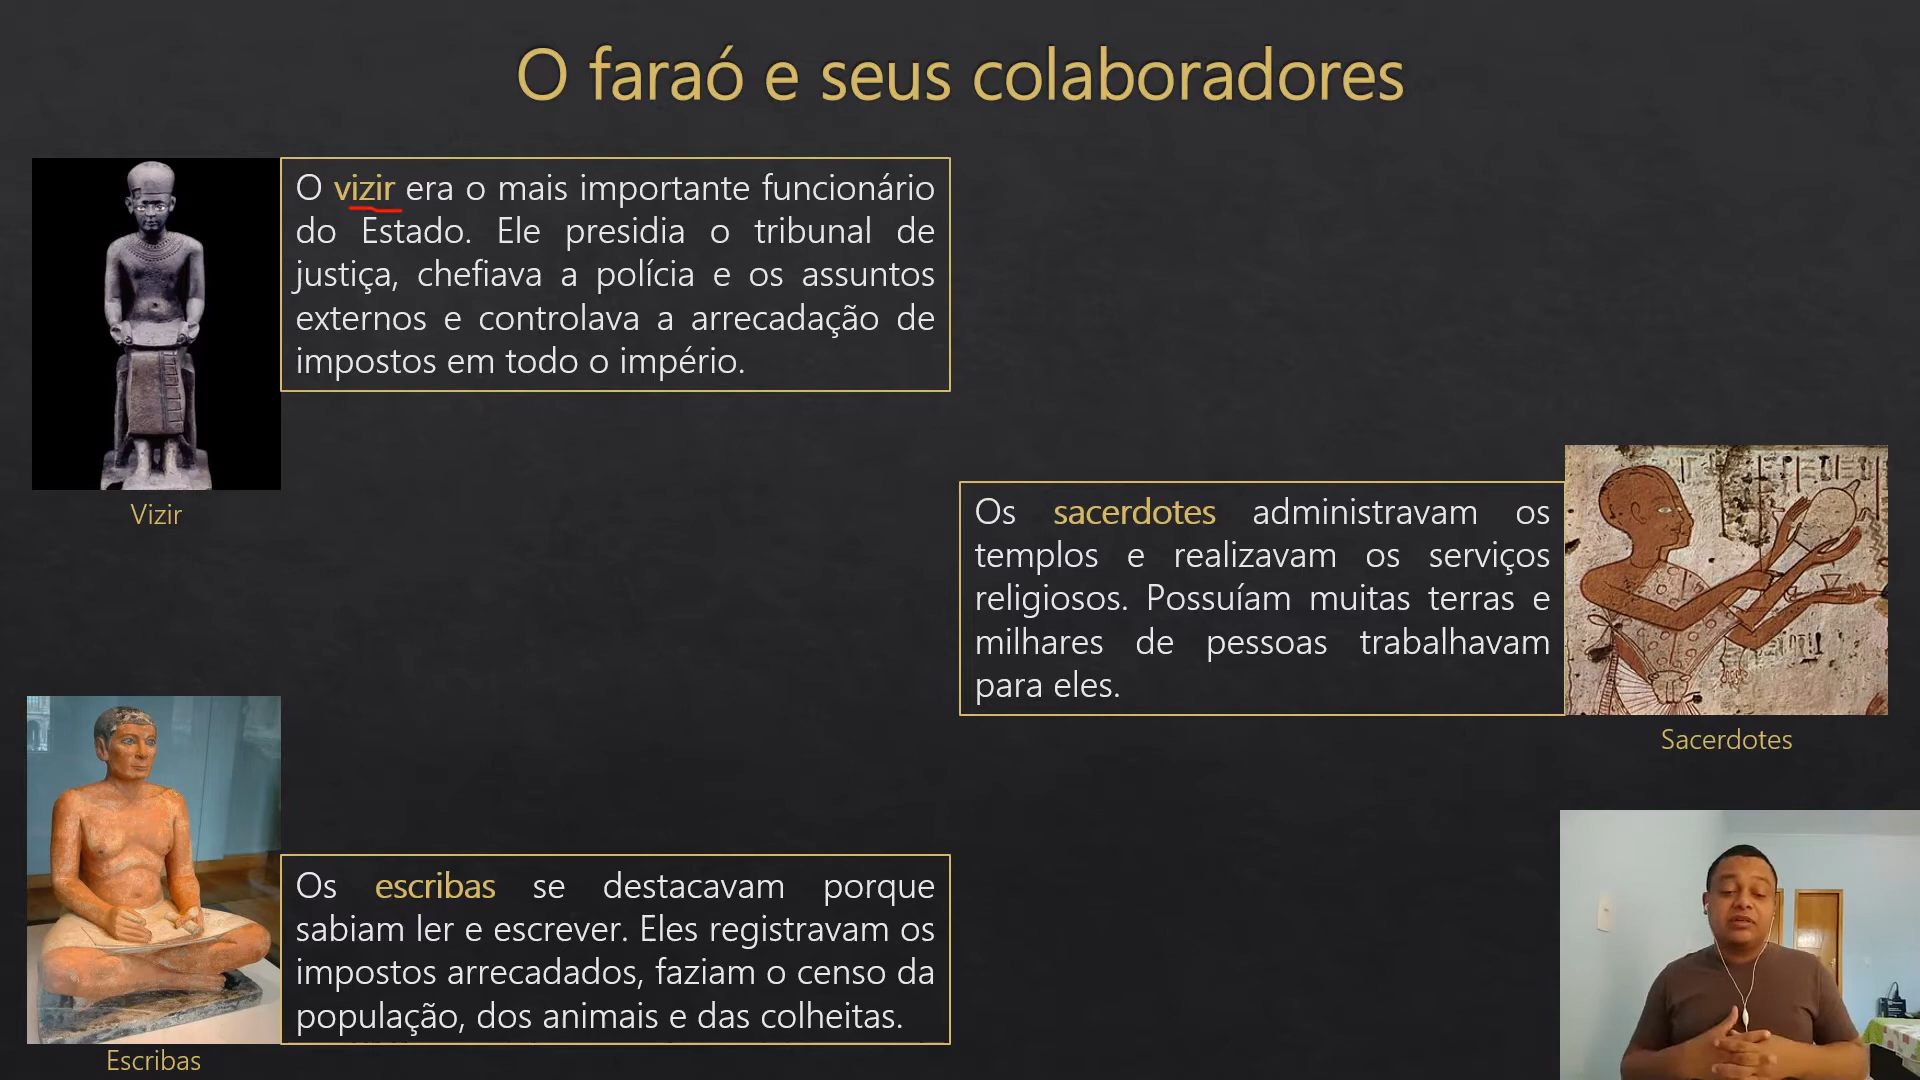 O faraó e seus colaboradores
O vizir era o mais importante funcionário
do Estado. Ele presidia o tribunal de
justiça, chefiava a polícia e os assuntos
externos e controlava a arrecadação de
impostos em todo o império.
Vizir
Os sacerdotes administravam os
templos e realizavam os serviços
religiosos. Possuíam muitas terras e
milhares de pessoas trabalhavam
para eles.
Sacerdotes
Os escribas se destacavam porque
sabiam ler e escrever. Eles registravam os
impostos arrecadados, faziam o censo da
população, dos animais e das colheitas.
Escribas